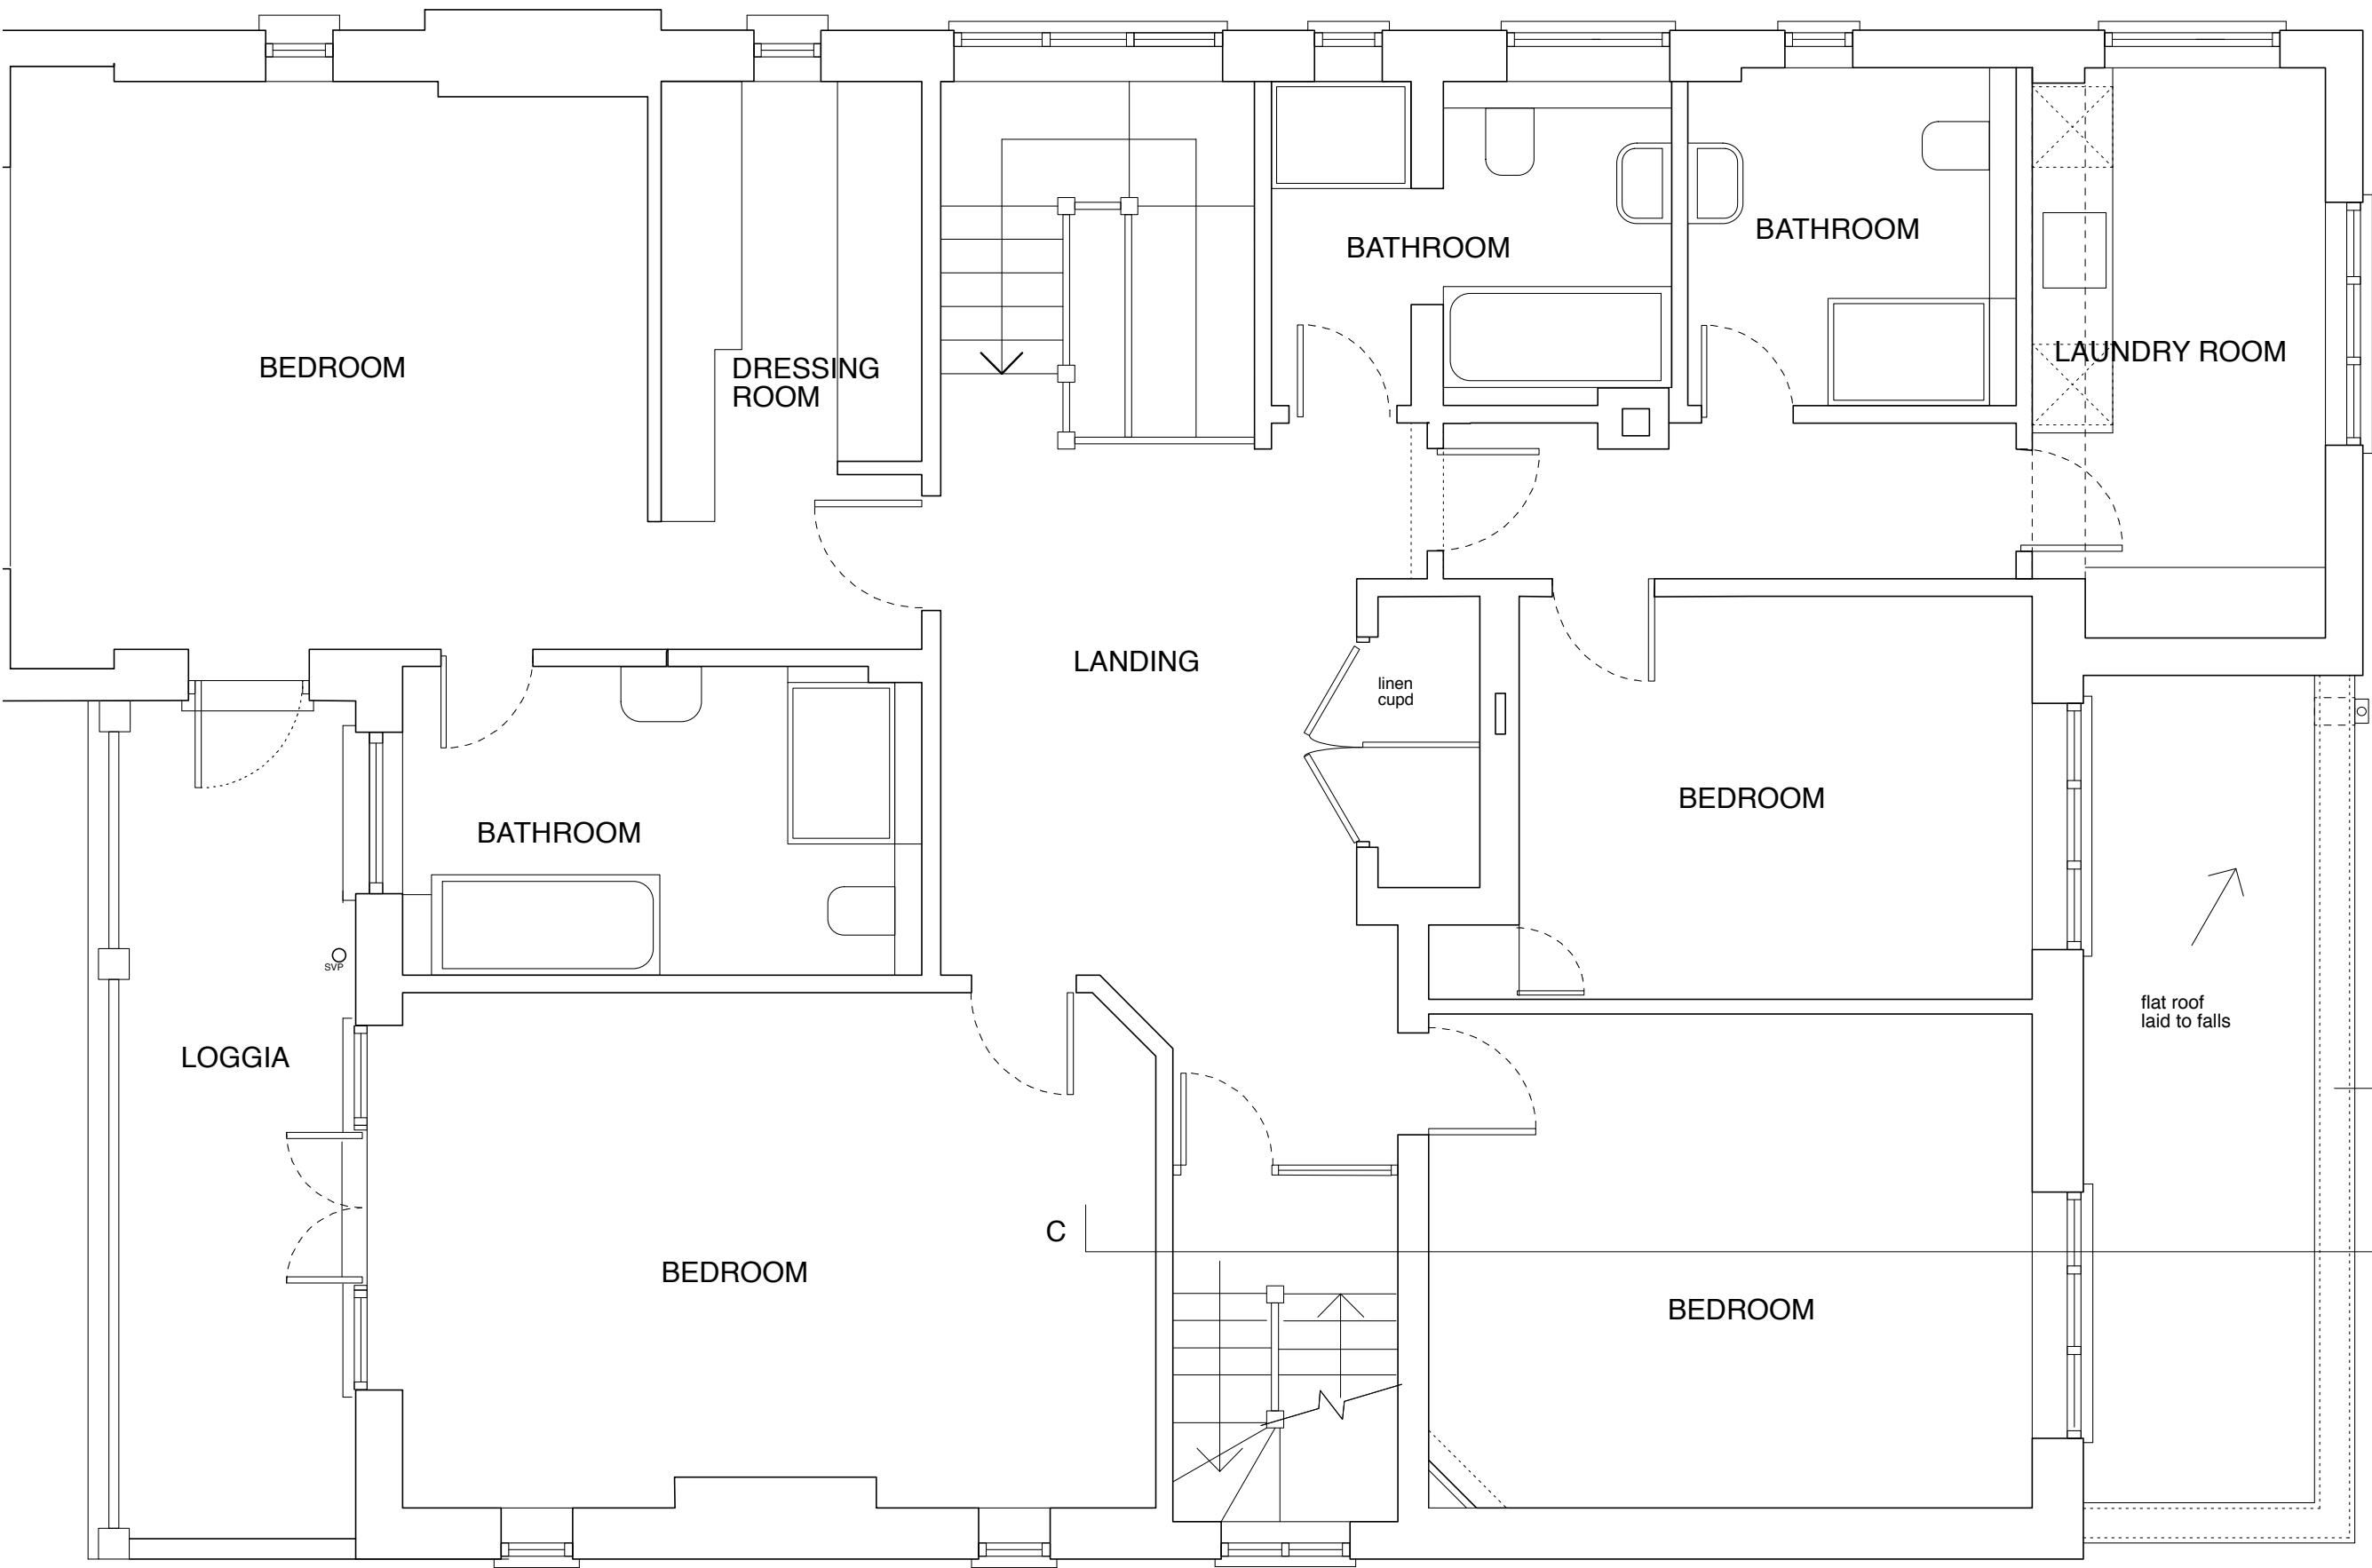 BATHROOM
BATHROOM
BEDROOM
DRESSING
ROOM
LAUNDRY ROOM
LANDING
linen
cupd
BEDROOM
BATHROOM
SVP
LOGGIA
flat roof
laid to falls
C
BEDROOM
BEDROOM